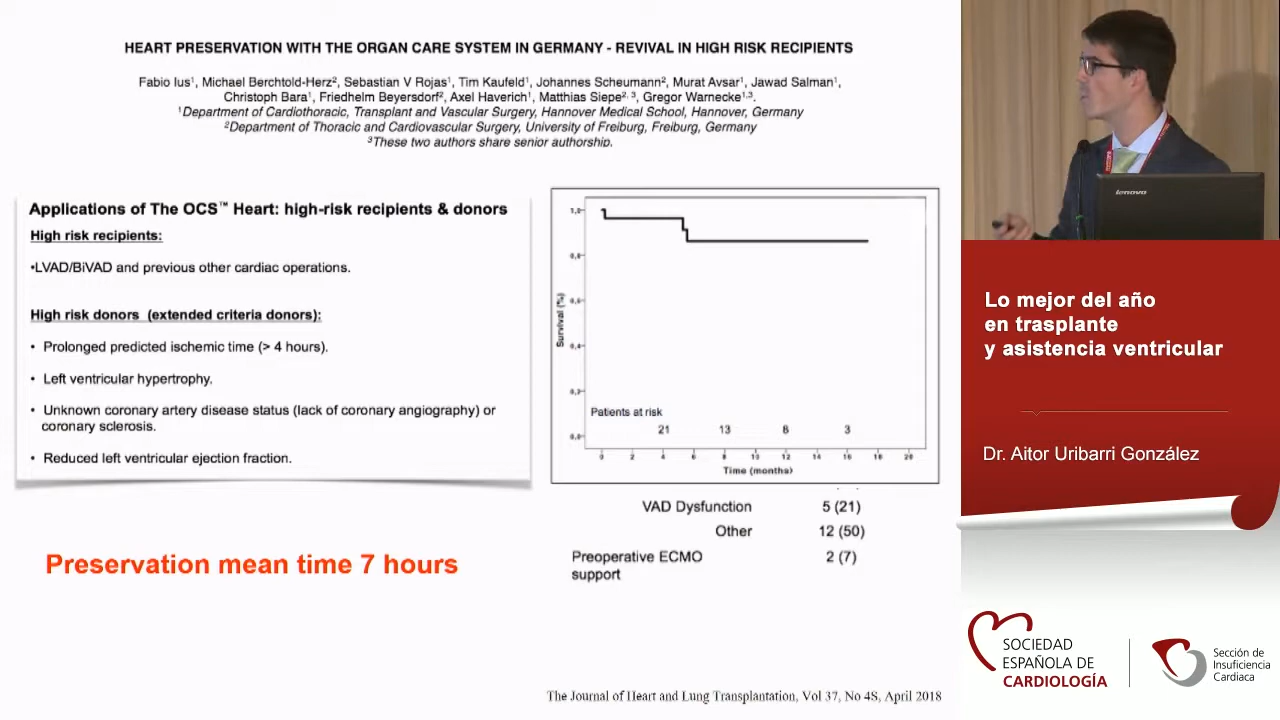 HEART PRESERVATION WITH THE ORGAN CARE SYSTEM IN GERMANY - REVIVAL IN HIGH RISK RECIPIENTS
Fabio Ius¹, Michael Berchtold-Herz², Sebastian V Rojas¹, Tim Kaufeld¹, Johannes Scheumann², Murat Avsar¹, Jawad Salman¹,
Christoph Bara¹, Friedhelm Beyersdorf², Axel Haverich¹, Matthias Siepe²,³, Gregor Warnecke¹,³.
¹Department of Cardiothoracic, Transplant and Vascular Surgery, Hannover Medical School, Hannover, Germany
²Department of Thoracic and Cardiovascular Surgery, University of Freiburg, Freiburg, Germany
³These two authors share senior authorship.
Applications of The OCS™ Heart: high-risk recipients & donors
High risk recipients:
•LVAD/BiVAD and previous other cardiac operations.
High risk donors (extended criteria donors):
• Prolonged predicted ischemic time (> 4 hours).
• Left ventricular hypertrophy.
• Unknown coronary artery disease status (lack of coronary angiography) or
coronary sclerosis.
• Reduced left ventricular ejection fraction.
Preservation mean time 7 hours
Survival (%)
1,0
0,8
0,6
0,4
0,2
0,0
Patients at risk
21 13 8 3
0 2 4 6 8 10 12 14 16 18 20
Time (months)
VAD Dysfunction 5 (21)
Other 12 (50)
Preoperative ECMO 2 (7)
support
The Journal of Heart and Lung Transplantation, Vol 37, No 4S, April 2018
lenovo
Lo mejor del año
en trasplante
y asistencia ventricular
Dr. Aitor Uribarri González
SOCIEDAD
ESPAÑOLA DE
CARDIOLOGÍA
Sección de
Insuficiencia
Cardiaca